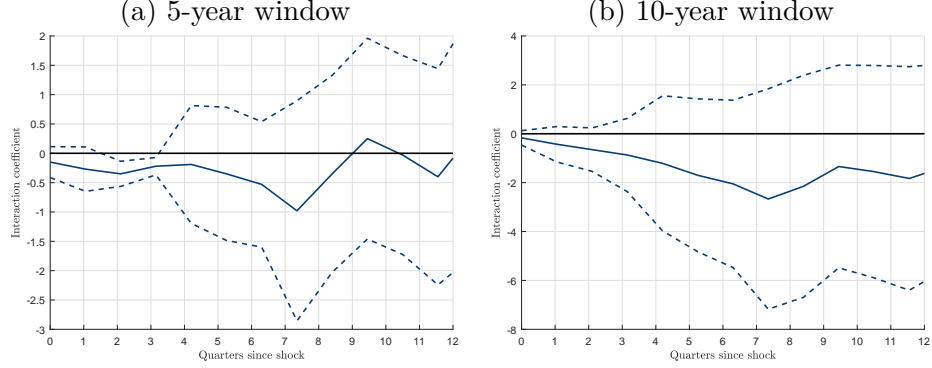 (a) 5-year window
2
1.5
1
0.5
0
-0.5
-1
-1.5
-2
-2.5
-3
Interaction coefficient
0 1 2 3 4 5 6 7 8 9 10 11 12
Quarters since shock
(b) 10-year window
4
2
0
-2
-4
-6
-8
Interaction coefficient
0 1 2 3 4 5 6 7 8 9 10 11 12
Quarters since shock